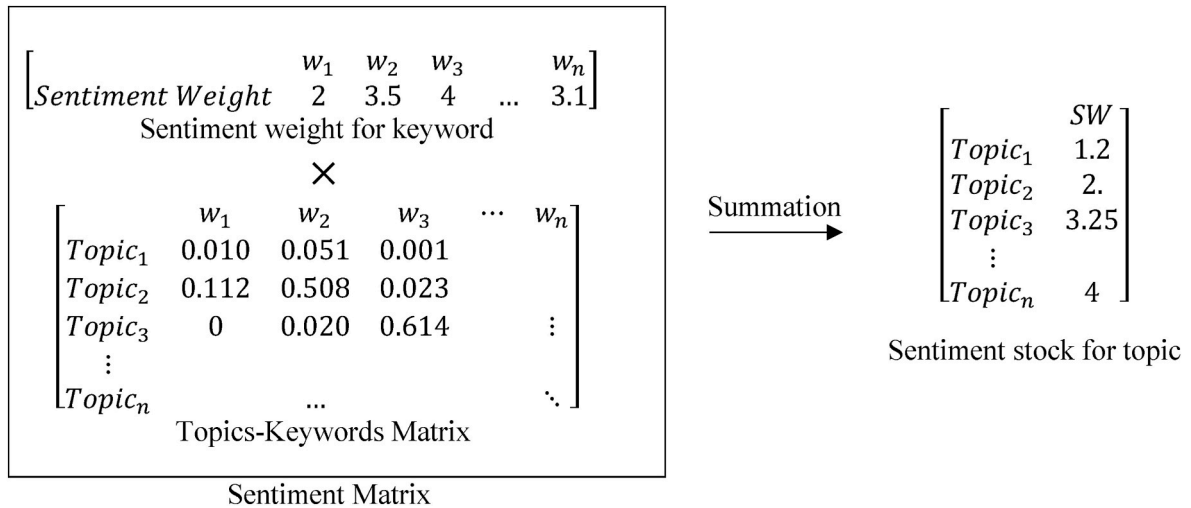 w₁ w₂ w₃ wₙ
Sentiment Weight 2 3.5 4 … 3.1
Sentiment weight for keyword
×
w₁ w₂ w₃ ⋯ wₙ
Topic₁ 0.010 0.051 0.001
Topic₂ 0.112 0.508 0.023
Topic₃ 0 0.020 0.614 ⋮
⋮
Topicₙ … ⋱
Topics-Keywords Matrix
Sentiment Matrix
Summation
SW
Topic₁ 1.2
Topic₂ 2.
Topic₃ 3.25
⋮
Topicₙ 4
Sentiment stock for topic